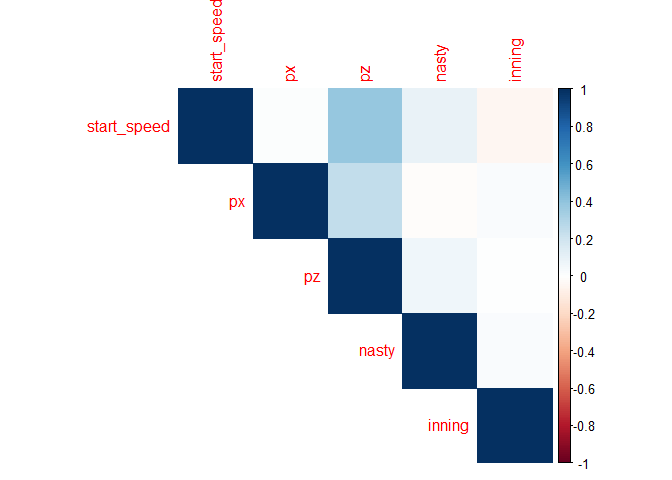 start_speed
px
pz
nasty
inning
start_speed
px
pz
nasty
inning
1
0.8
0.6
0.4
0.2
0
-0.2
-0.4
-0.6
-0.8
-1